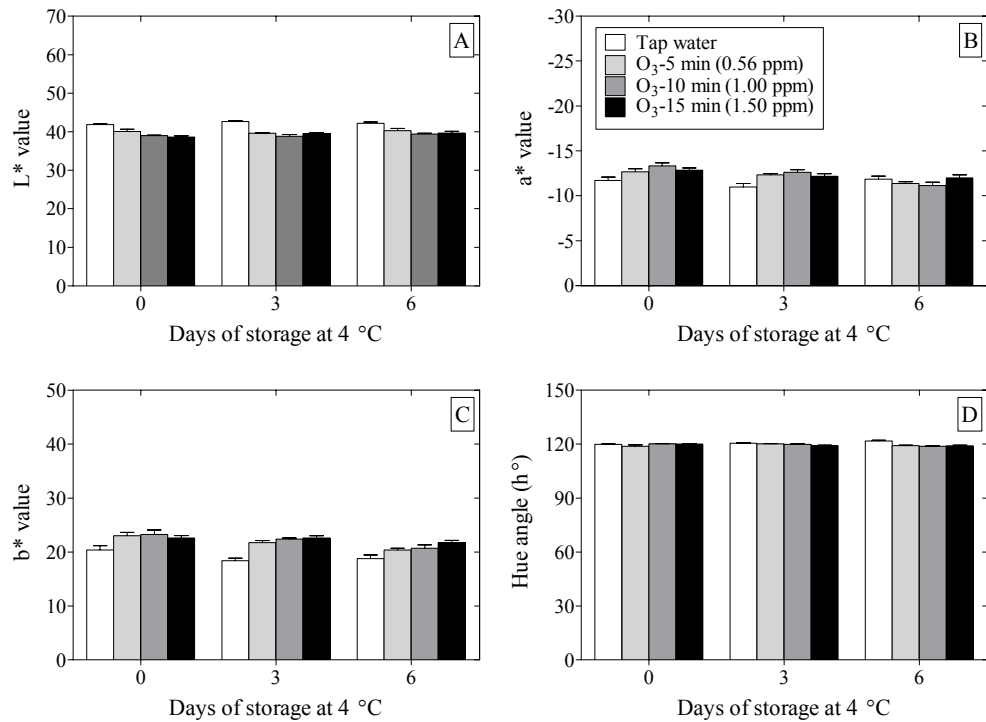 A
70
60
50
40
30
20
10
0
L* value
0 3 6
Days of storage at 4 °C
B
Tap water
O₃-5 min (0.56 ppm)
O₃-10 min (1.00 ppm)
O₃-15 min (1.50 ppm)
-30
-25
-20
-15
-10
-5
0
a* value
0 3 6
Days of storage at 4 °C
C
50
40
30
20
10
0
b* value
0 3 6
Days of storage at 4 °C
D
150
120
90
60
30
0
Hue angle (h°)
0 3 6
Days of storage at 4 °C